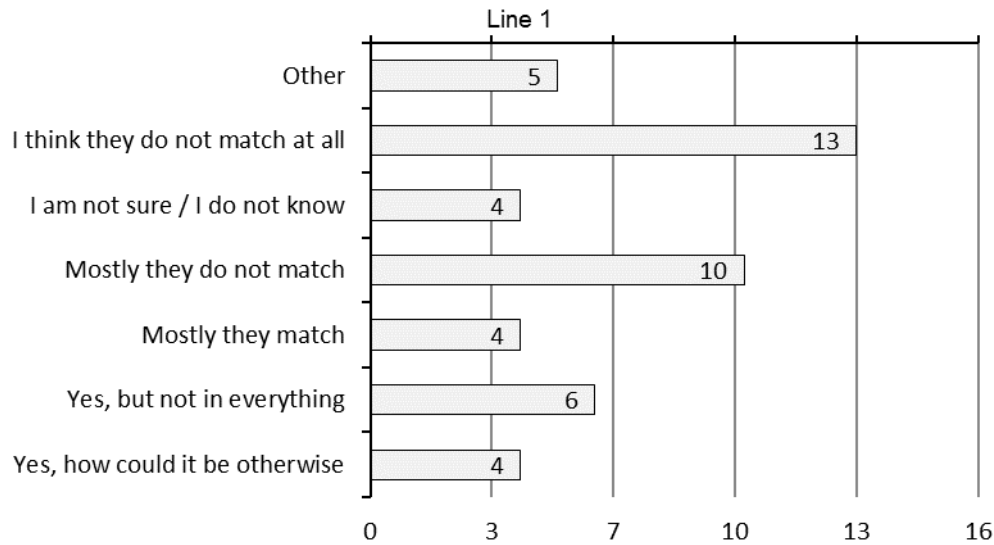 Line 1
Other 5
I think they do not match at all 13
I am not sure / I do not know 4
Mostly they do not match 10
Mostly they match 4
Yes, but not in everything 6
Yes, how could it be otherwise 4
0 3 7 10 13 16